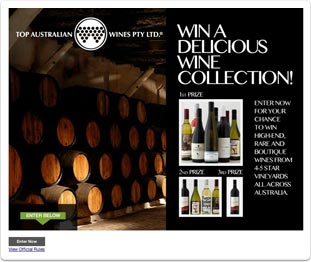 TOP AUSTRALIAN WINES PTY LTD.®
WIN A
DELICIOUS
WINE
COLLECTION!
1ST PRIZE
2ND PRIZE 3RD PRIZE
ENTER NOW
FOR YOUR
CHANCE
TO WIN
HIGH-END,
RARE AND
BOUTIQUE
WINES FROM
4-5 STAR
VINEYARDS
ALL ACROSS
AUSTRALIA.
ENTER BELOW
Enter Now
View Official Rules